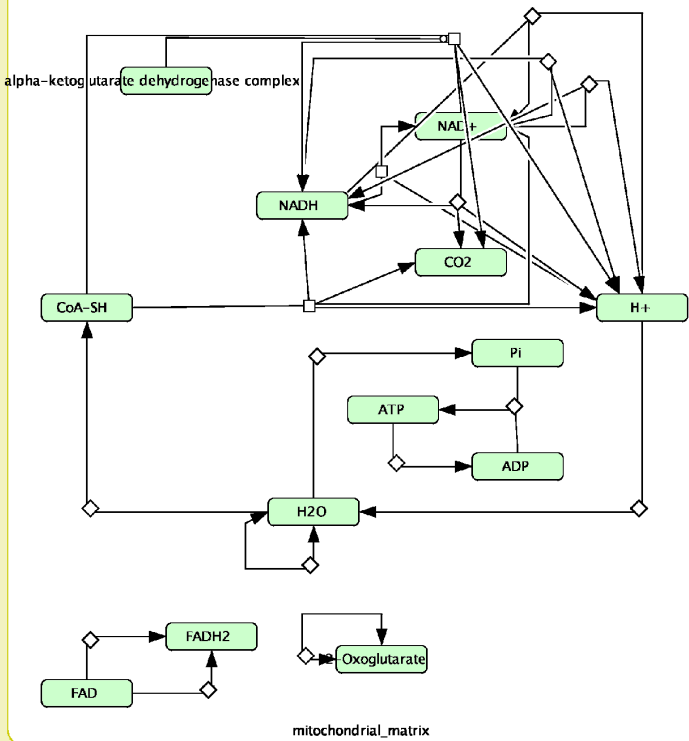 alpha-ketoglutarate dehydrogenase complex
NAD+
NADH
CO2
CoA-SH
H+
Pi
ATP
ADP
H2O
FADH2
2-Oxoglutarate
FAD
mitochondrial_matrix